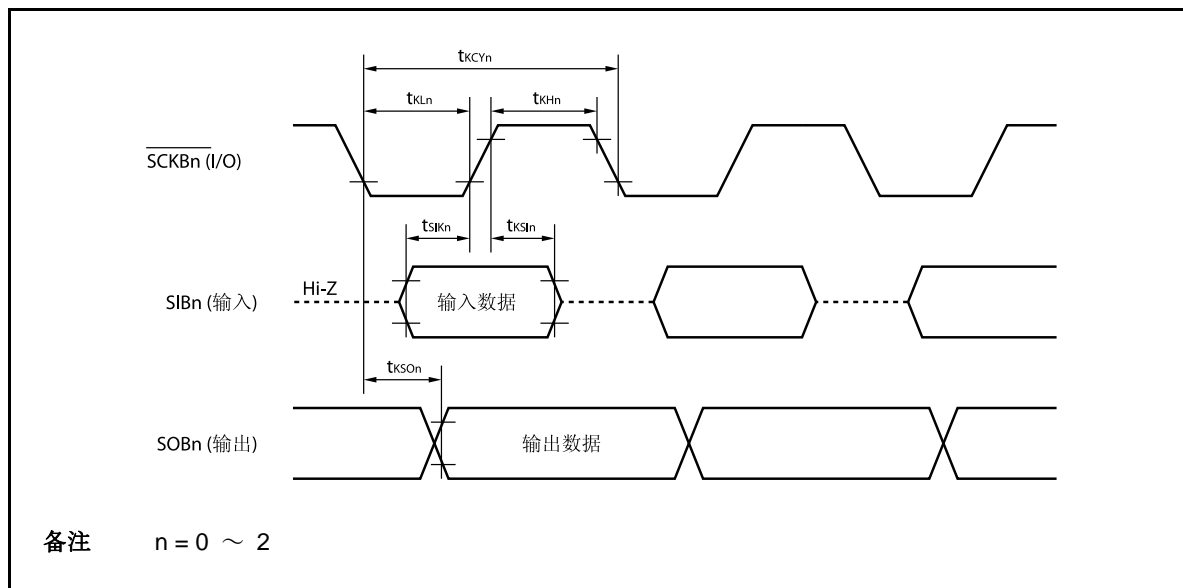 tKCYn
tKLn
tKHn
SCKBn (I/O)
tSIKn
tKSIn
Hi-Z
SIBn (输入)
输入数据
tKSOn
SOBn (输出)
输出数据
备注 n = 0 ～ 2